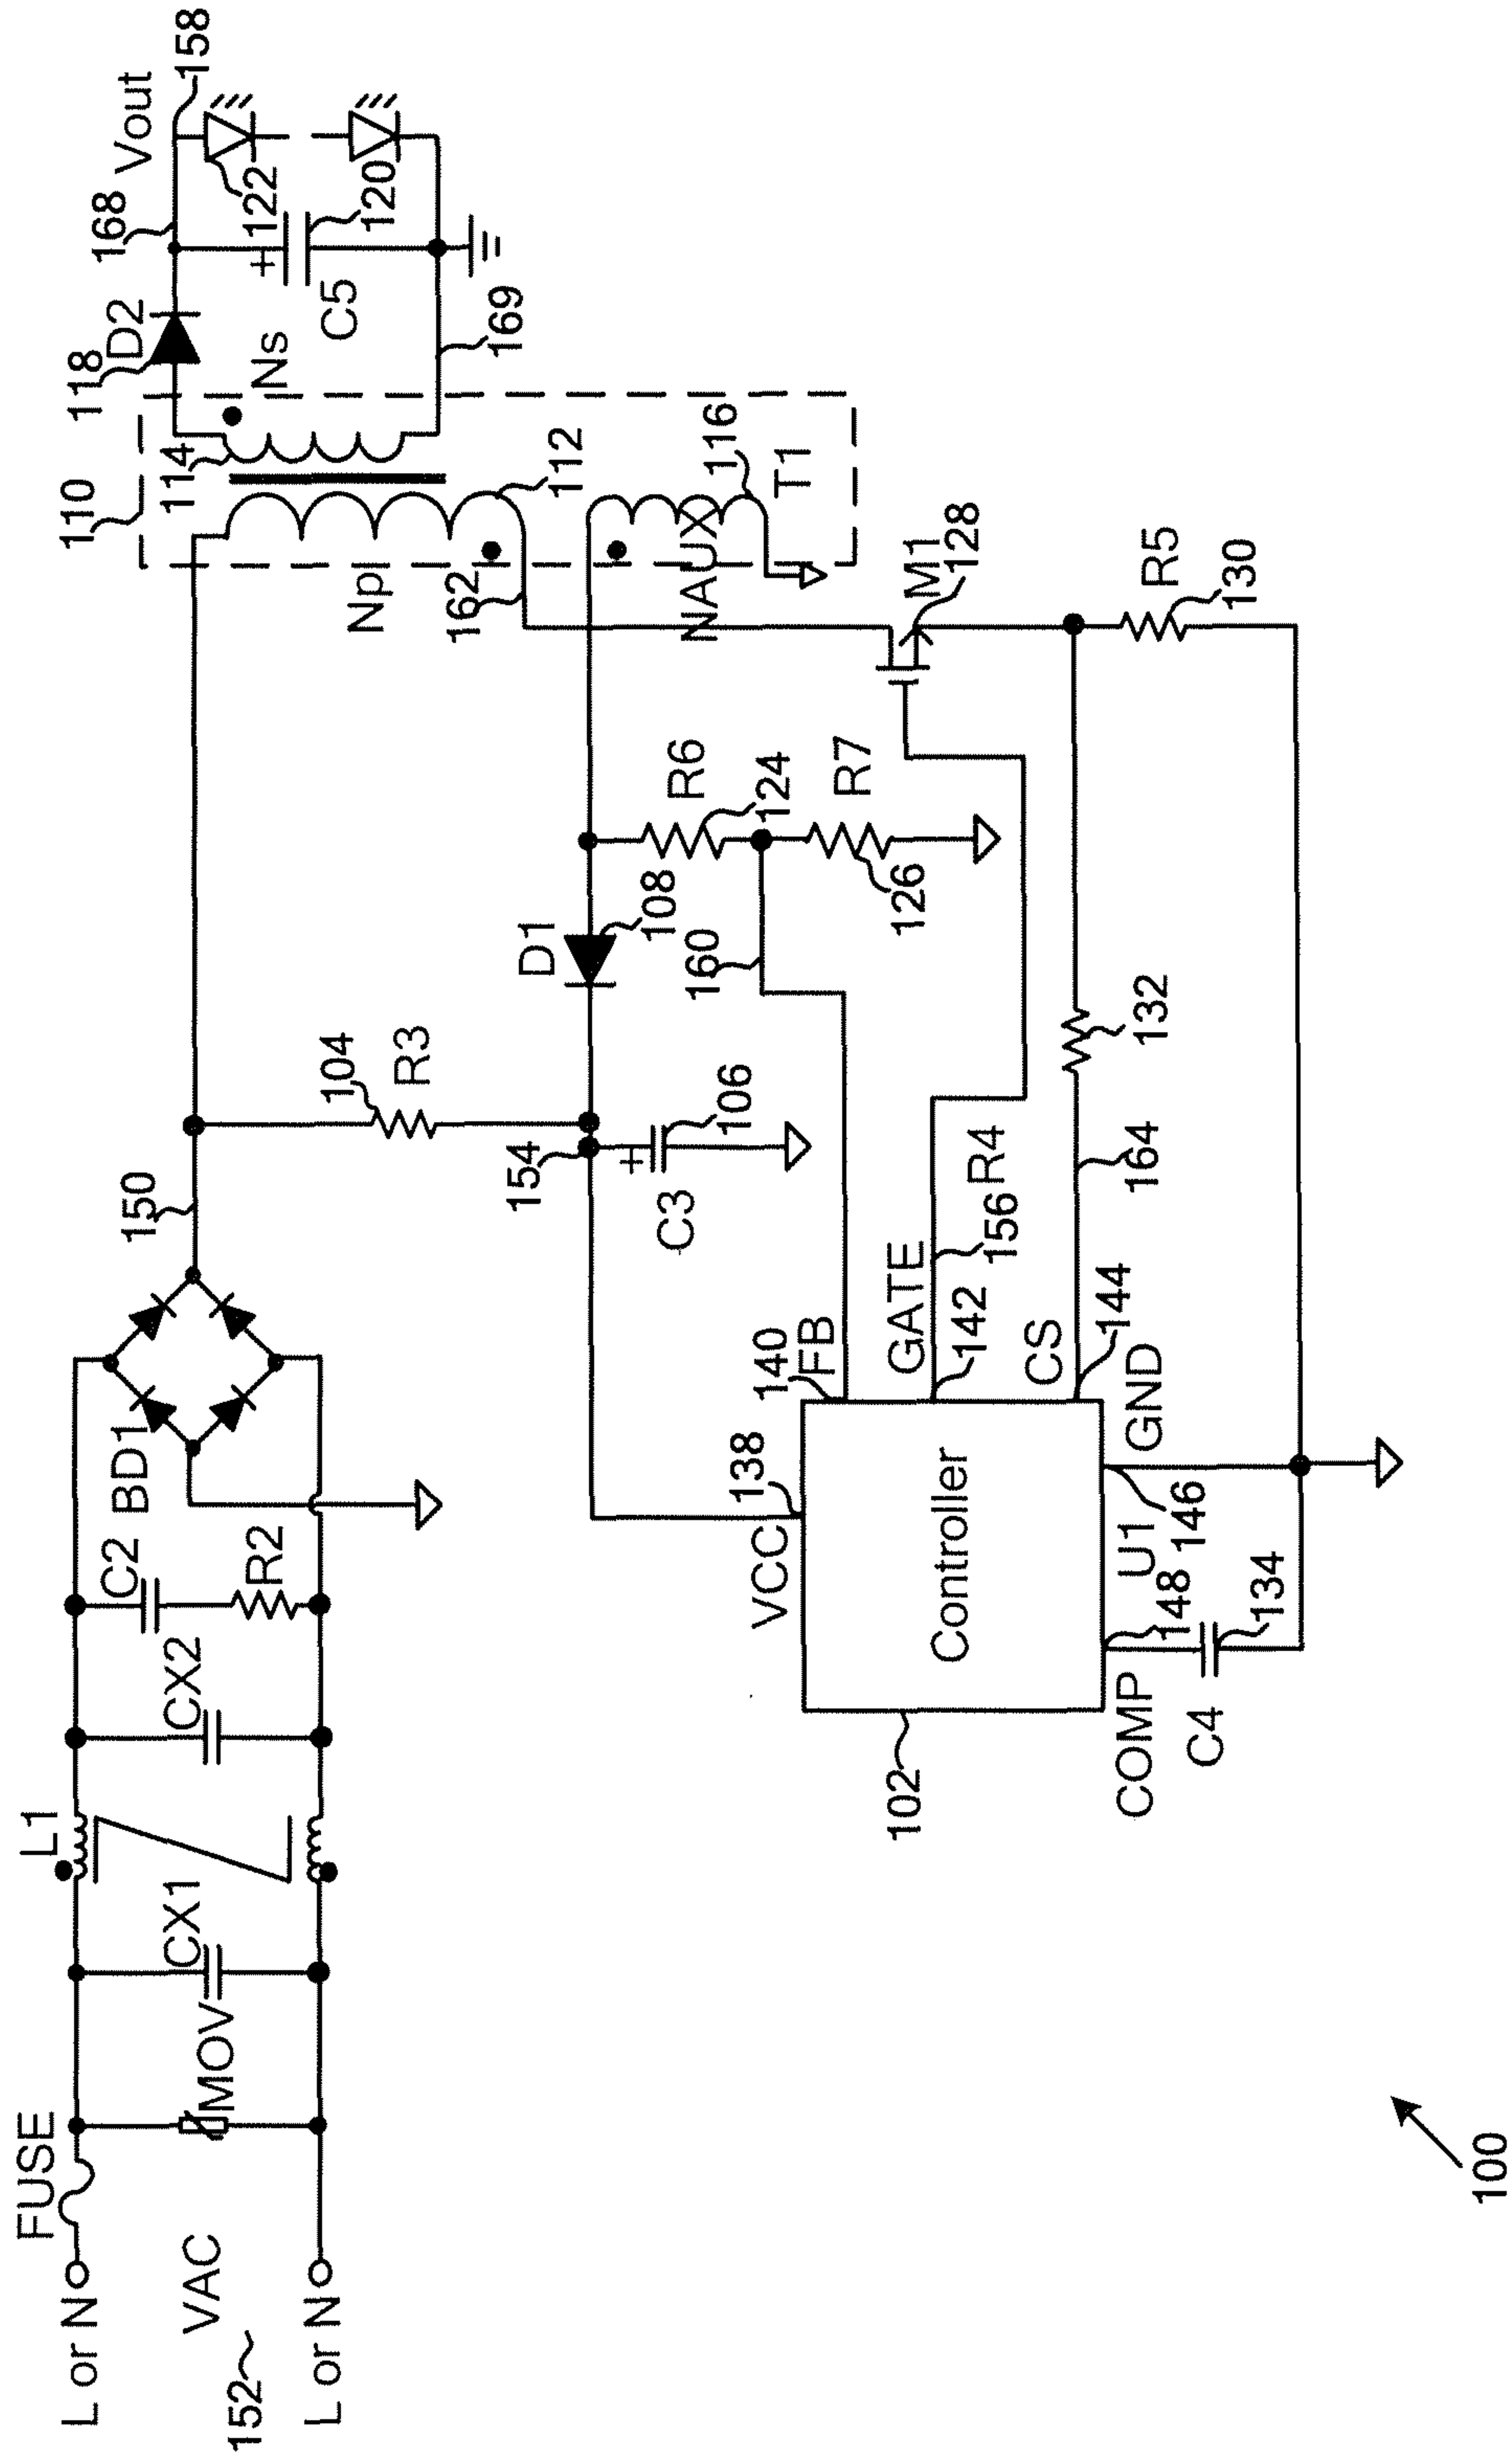 FUSE
L or N
VAC
152
L or N
MOV
CX1
L1
CX2
C2
R2
BD1
150
104
R3
154
106
C3
D1
108
R6
124
R7
126
160
110
114
118
D2
Ns
168
Vout
158
122
120
C5
169
Np
112
162
NAUX
116
T1
M1
128
R5
130
132
164
R4
156
GATE
142
140
FB
CS
144
GND
146
138
VCC
Controller
U1
148
134
COMP
C4
102
100